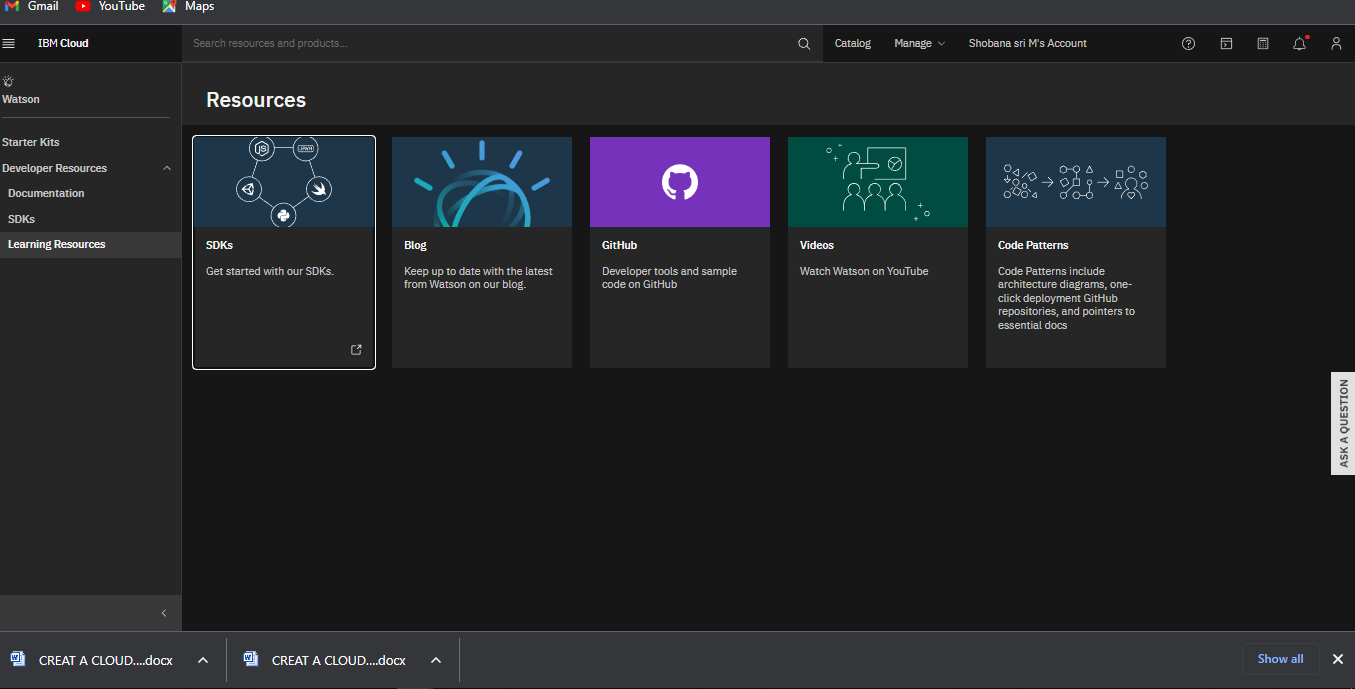 Gmail YouTube Maps
IBM Cloud Search resources and products... Catalog Manage Shobana sri M's Account
Watson
Resources
Starter Kits
Developer Resources
Documentation
SDKs
Learning Resources
JS
JAVA
SDKs
Get started with our SDKs.
Blog
Keep up to date with the latest
from Watson on our blog.
GitHub
Developer tools and sample
code on GitHub
Videos
Watch Watson on YouTube
Code Patterns
Code Patterns include
architecture diagrams, one-
click deployment GitHub
repositories, and pointers to
essential docs
ASK A QUESTION
CREAT A CLOUD....docx CREAT A CLOUD....docx Show all